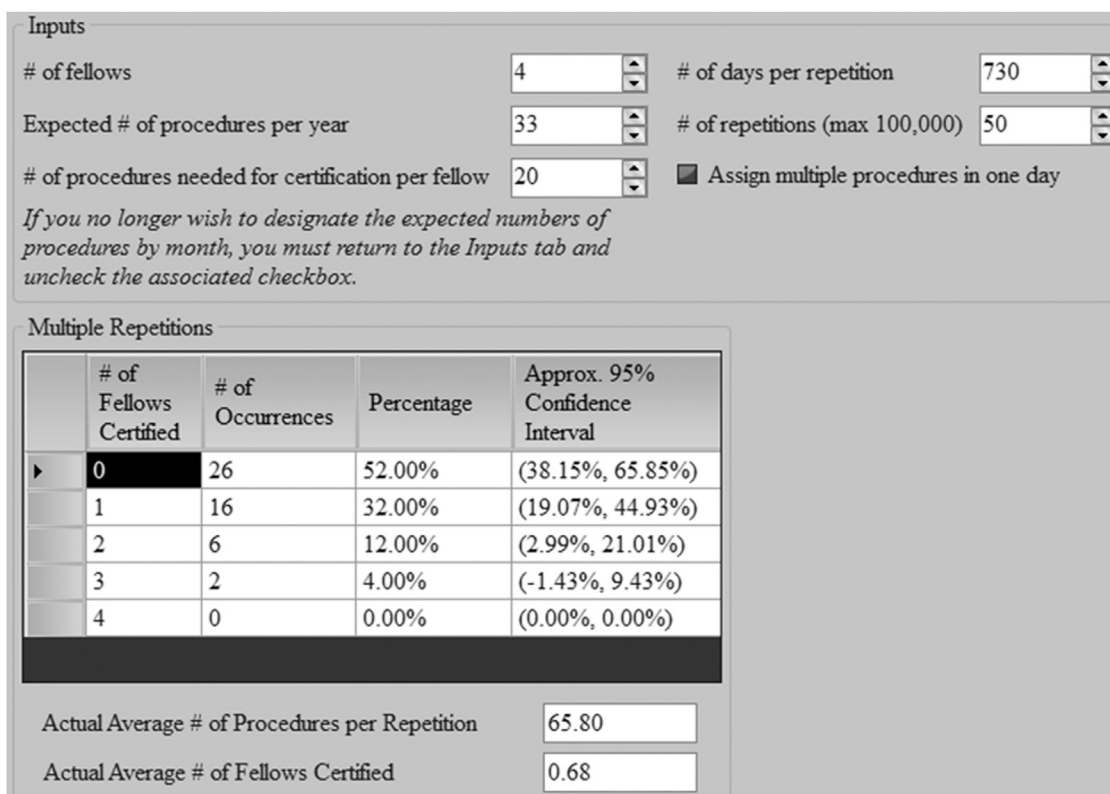 Inputs
# of fellows 4 # of days per repetition 730
Expected # of procedures per year 33 # of repetitions (max 100,000) 50
# of procedures needed for certification per fellow 20 Assign multiple procedures in one day
If you no longer wish to designate the expected numbers of
procedures by month, you must return to the Inputs tab and
uncheck the associated checkbox.
Multiple Repetitions
# of
Fellows
Certified
# of
Occurrences
Percentage
Approx. 95%
Confidence
Interval
0 26 52.00% (38.15%, 65.85%)
1 16 32.00% (19.07%, 44.93%)
2 6 12.00% (2.99%, 21.01%)
3 2 4.00% (-1.43%, 9.43%)
4 0 0.00% (0.00%, 0.00%)
Actual Average # of Procedures per Repetition 65.80
Actual Average # of Fellows Certified 0.68